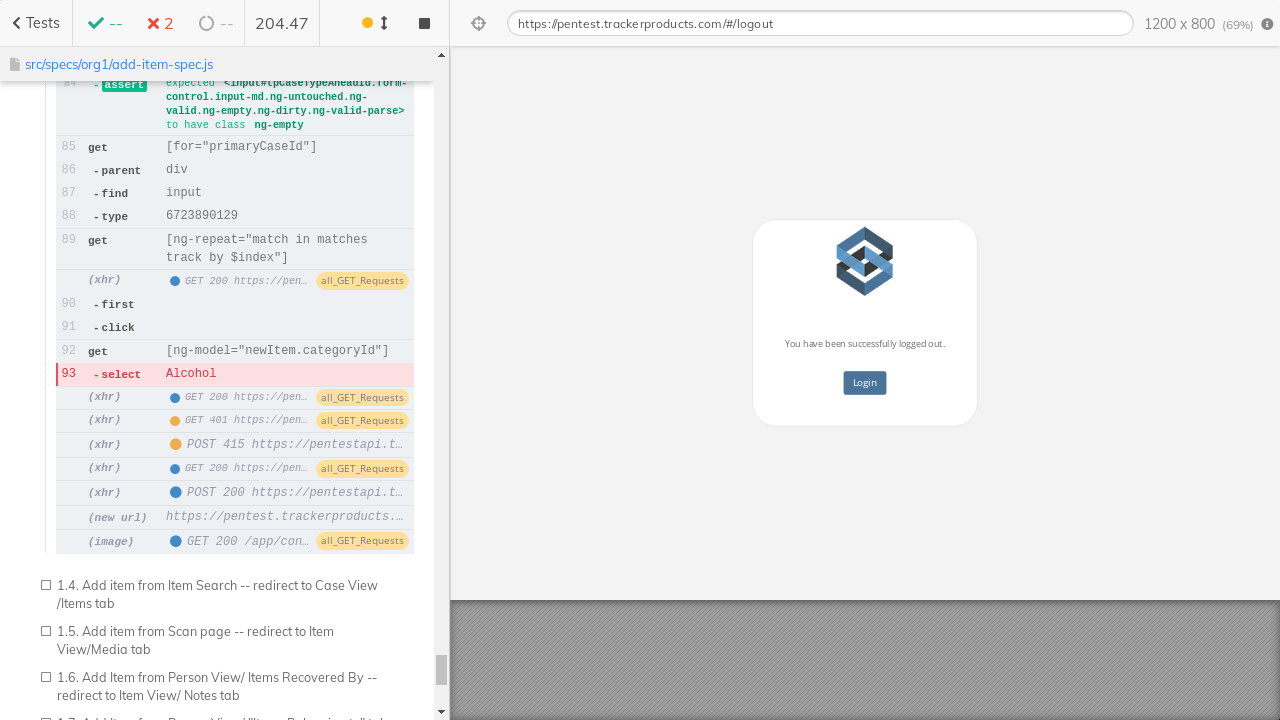 Tests
--
2
--
204.47
https://pentest.trackerproducts.com/#/logout
1200 x 800 (69%)
src/specs/org1/add-item-spec.js
84 - assert expected <input#tpCaseTypeAheadId.form-
control.input-md.ng-untouched.ng-
valid.ng-empty.ng-dirty.ng-valid-parse>
to have class ng-empty
85 get [for="primaryCaseId"]
86 - parent div
87 - find input
88 - type 6723890129
89 get [ng-repeat="match in matches
track by $index"]
(xhr) GET 200 https://pen… all_GET_Requests
90 - first
91 - click
92 get [ng-model="newItem.categoryId"]
93 - select Alcohol
(xhr) GET 200 https://pen… all_GET_Requests
(xhr) GET 401 https://pen… all_GET_Requests
(xhr) POST 415 https://pentestapi.t…
(xhr) GET 200 https://pen… all_GET_Requests
(xhr) POST 200 https://pentestapi.t…
(new url) https://pentest.trackerproducts.…
(image) GET 200 /app/con… all_GET_Requests
1.4. Add item from Item Search -- redirect to Case View
/Items tab
1.5. Add item from Scan page -- redirect to Item
View/Media tab
1.6. Add Item from Person View/ Items Recovered By --
redirect to Item View/ Notes tab
You have been successfully logged out.
Login